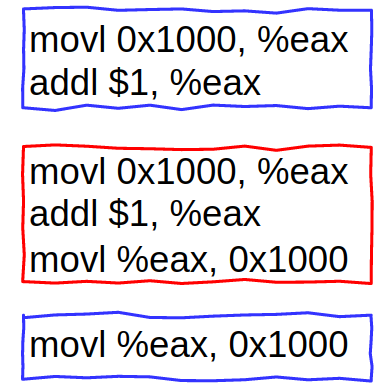 movl 0x1000, %eax
addl $1, %eax
movl 0x1000, %eax
addl $1, %eax
movl %eax, 0x1000
movl %eax, 0x1000